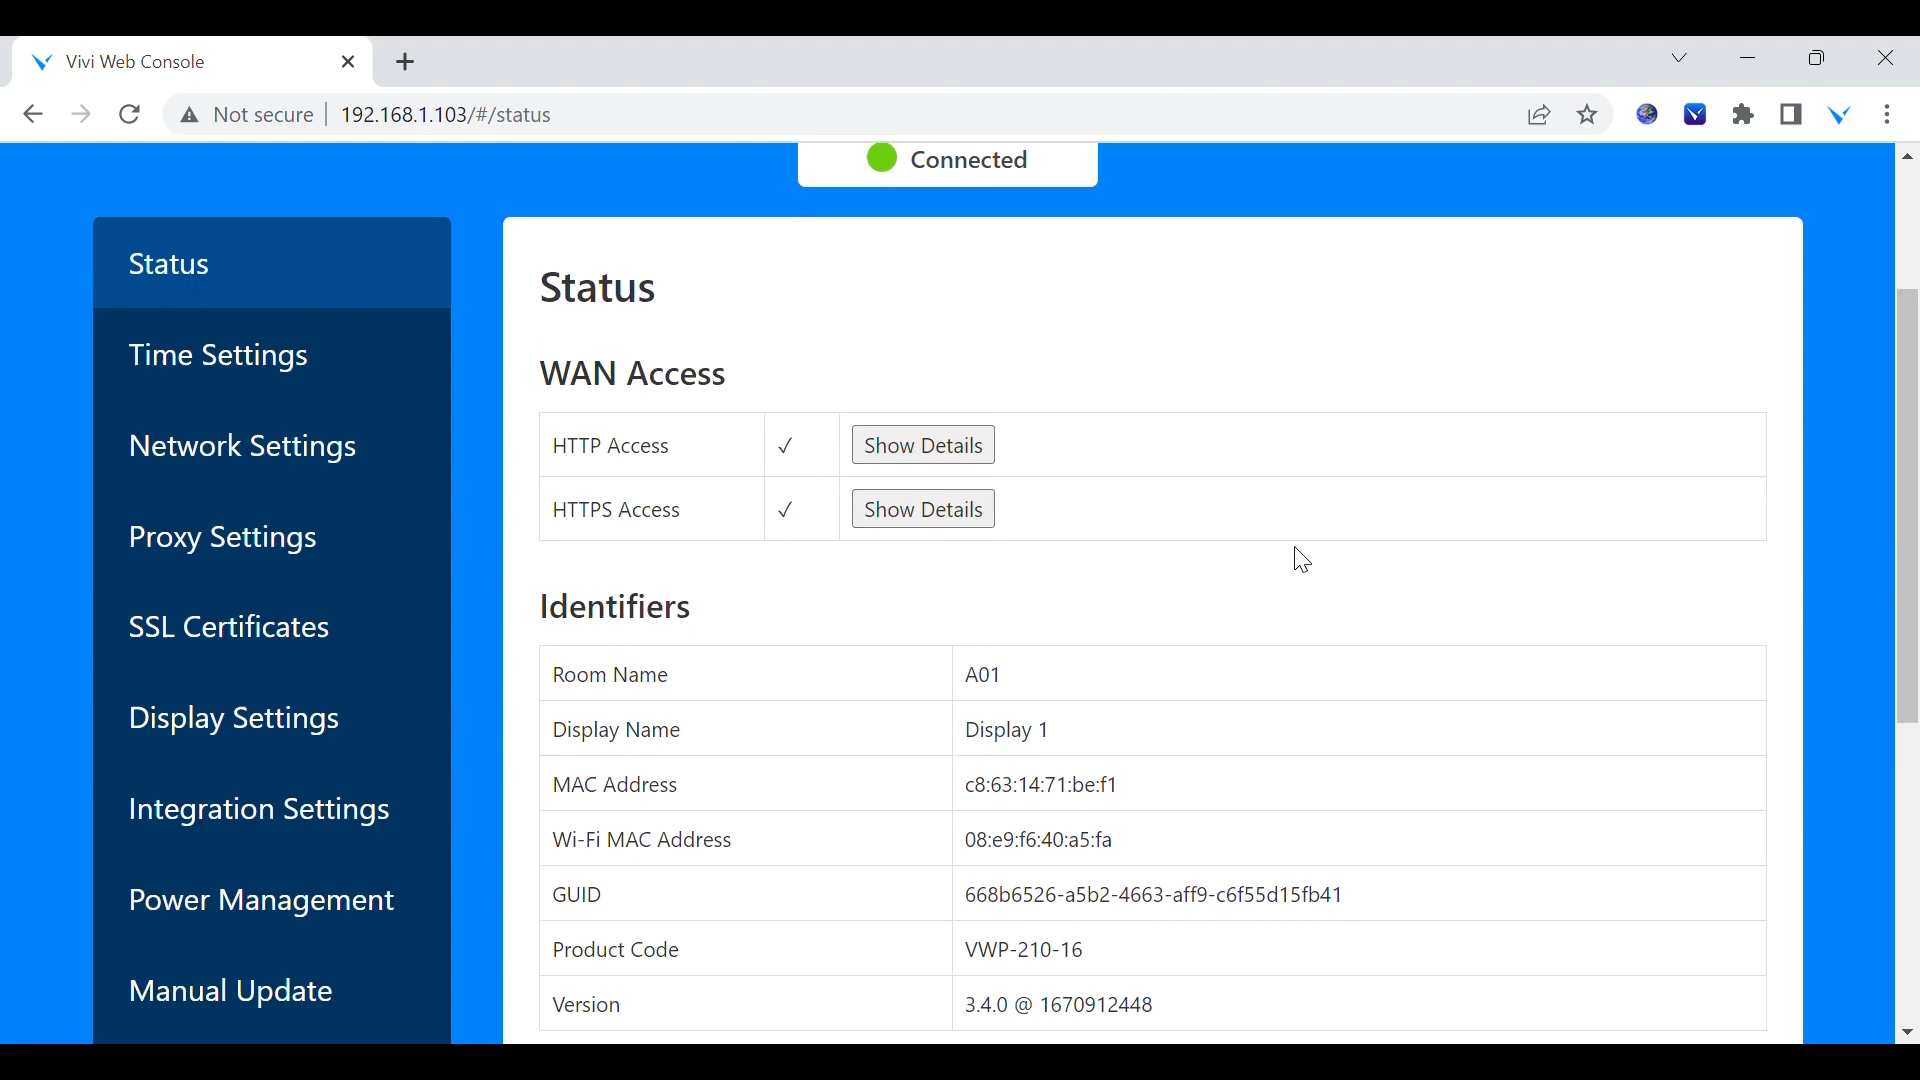 Vivi Web Console
Not secure 192.168.1.103/#/status
Connected
Status
Time Settings
Network Settings
Proxy Settings
SSL Certificates
Display Settings
Integration Settings
Power Management
Manual Update
Status
WAN Access
HTTP Access ✓ Show Details
HTTPS Access ✓ Show Details
Identifiers
Room Name A01
Display Name Display 1
MAC Address c8:63:14:71:be:f1
Wi-Fi MAC Address 08:e9:f6:40:a5:fa
GUID 668b6526-a5b2-4663-aff9-c6f55d15fb41
Product Code VWP-210-16
Version 3.4.0 @ 1670912448